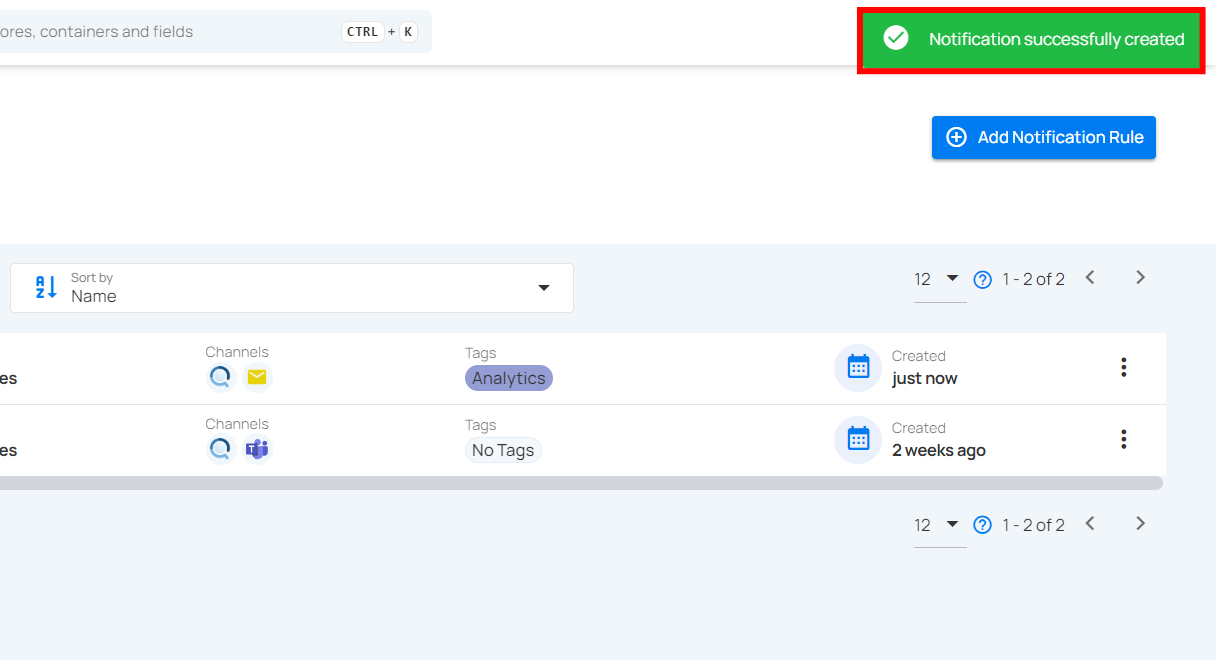 ores, containers and fields CTRL + K
Notification successfully created
Add Notification Rule
Sort by
Name
12 1 - 2 of 2
Channels Tags Created
es Analytics just now
Channels Tags Created
es No Tags 2 weeks ago
12 1 - 2 of 2